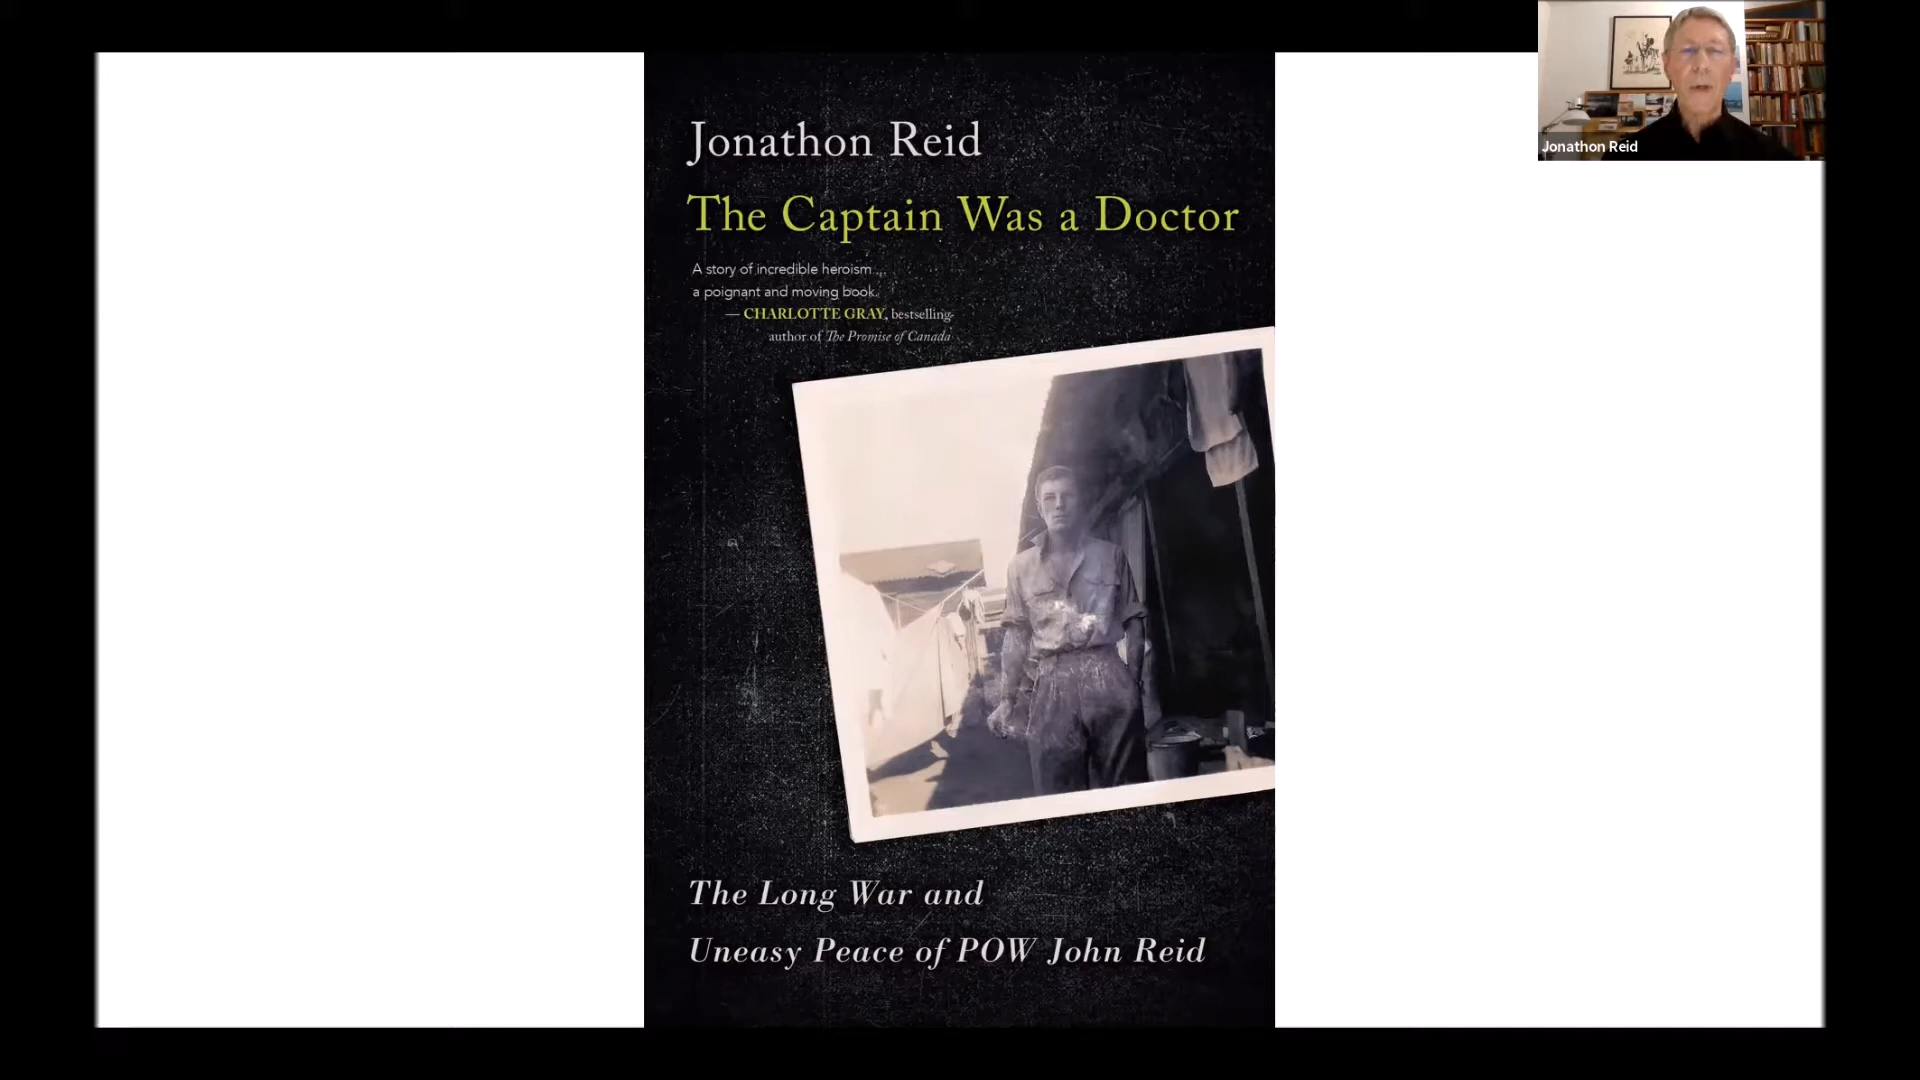 Jonathon Reid
The Captain Was a Doctor
A story of incredible heroism ...
a poignant and moving book.
— CHARLOTTE GRAY, bestselling
author of The Promise of Canada
The Long War and
Uneasy Peace of POW John Reid
Jonathon Reid